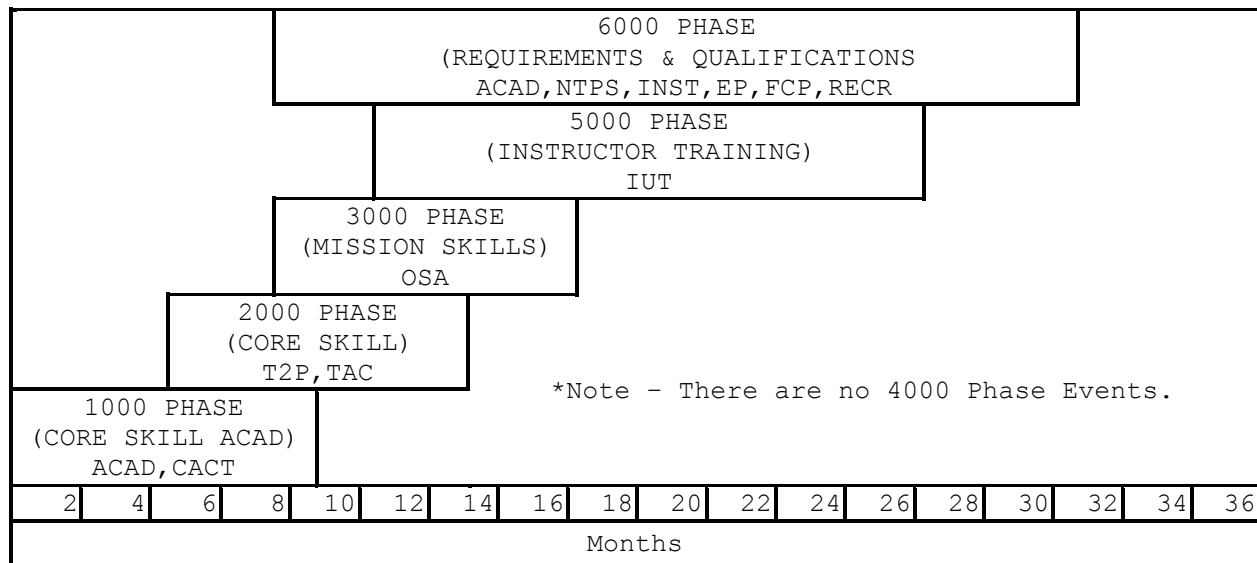 6000 PHASE
(REQUIREMENTS & QUALIFICATIONS
ACAD,NTPS,INST,EP,FCP,RECR
5000 PHASE
(INSTRUCTOR TRAINING)
IUT
3000 PHASE
(MISSION SKILLS)
OSA
2000 PHASE
(CORE SKILL)
T2P,TAC
*Note – There are no 4000 Phase Events.
1000 PHASE
(CORE SKILL ACAD)
ACAD,CACT
2 4 6 8 10 12 14 16 18 20 22 24 26 28 30 32 34 36
Months